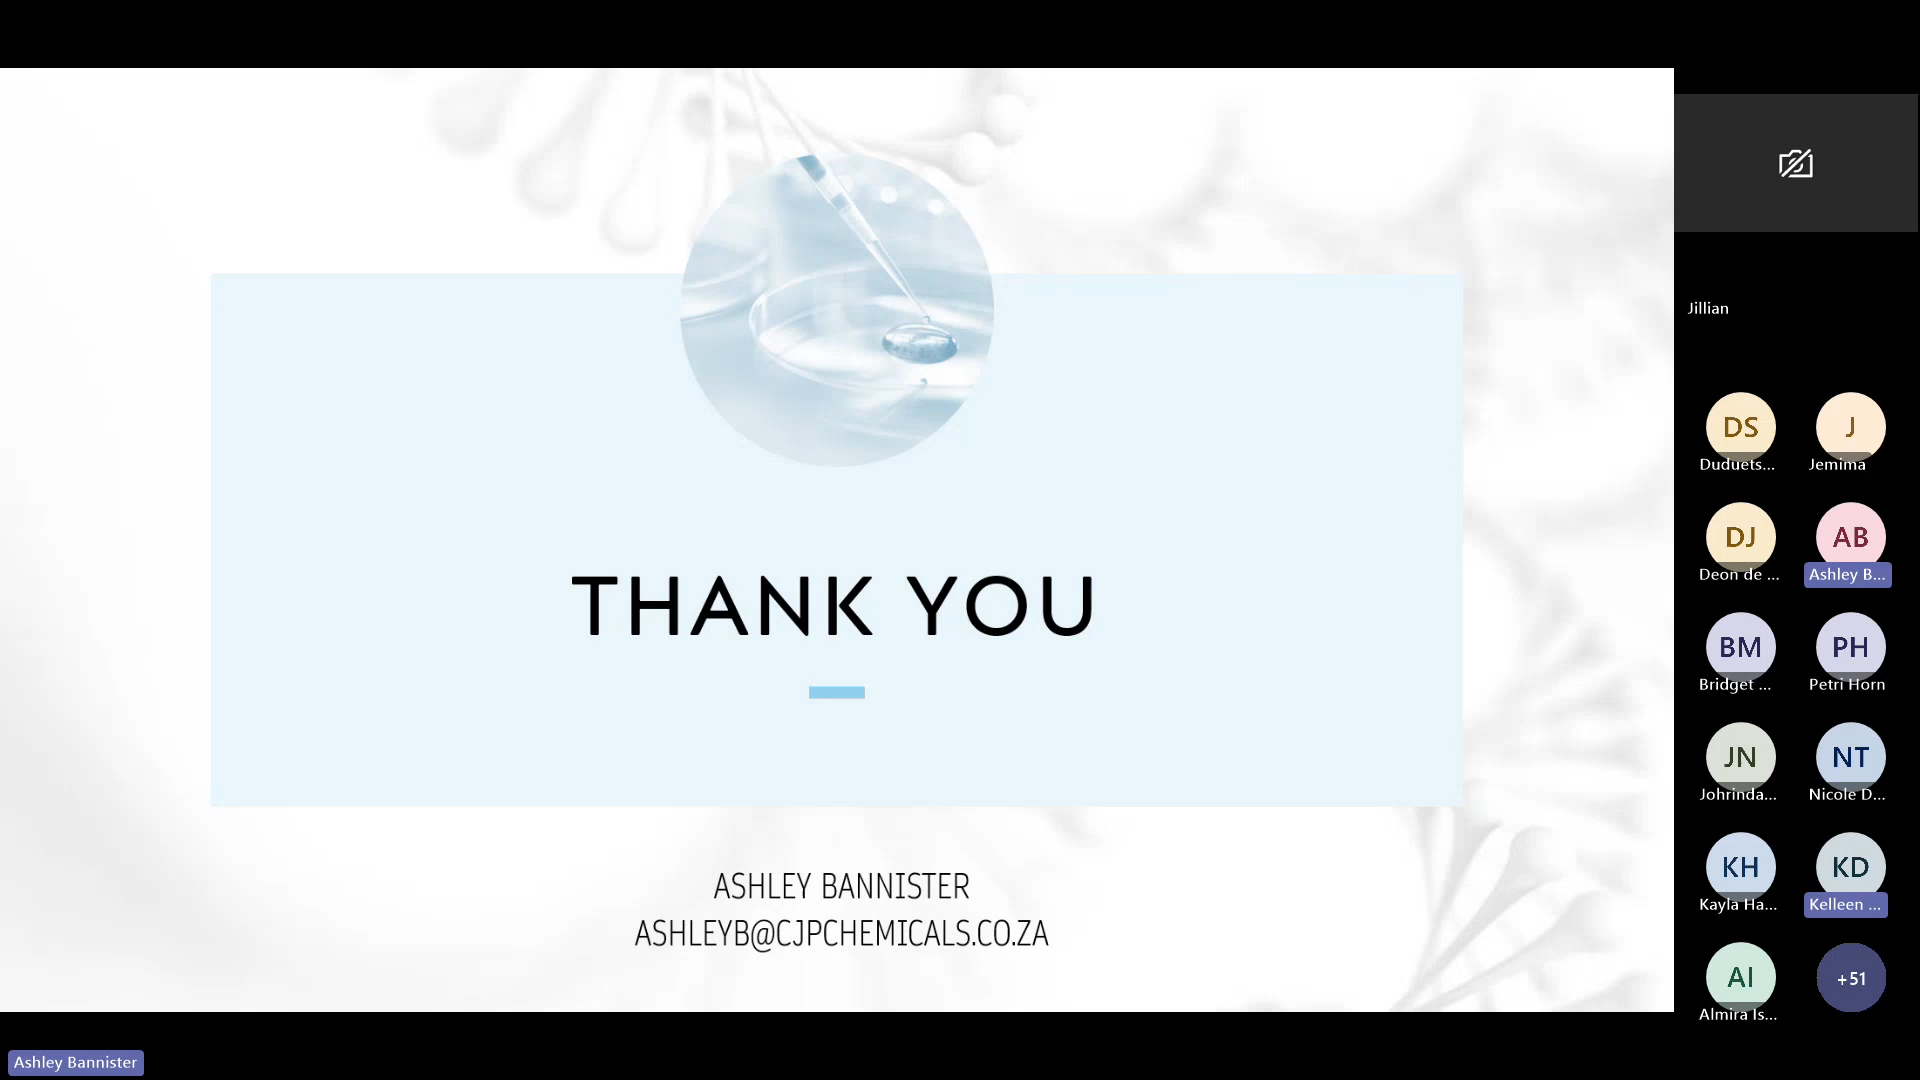 THANK YOU
ASHLEY BANNISTER
ASHLEYB@CJPCHEMICALS.CO.ZA
Jillian
DS
Duduets...
J
Jemima
DJ
Deon de ...
AB
Ashley B...
BM
Bridget ...
PH
Petri Horn
JN
Johrinda...
NT
Nicole D...
KH
Kayla Ha...
KD
Kelleen ...
AI
Almira Is...
+51
Ashley Bannister